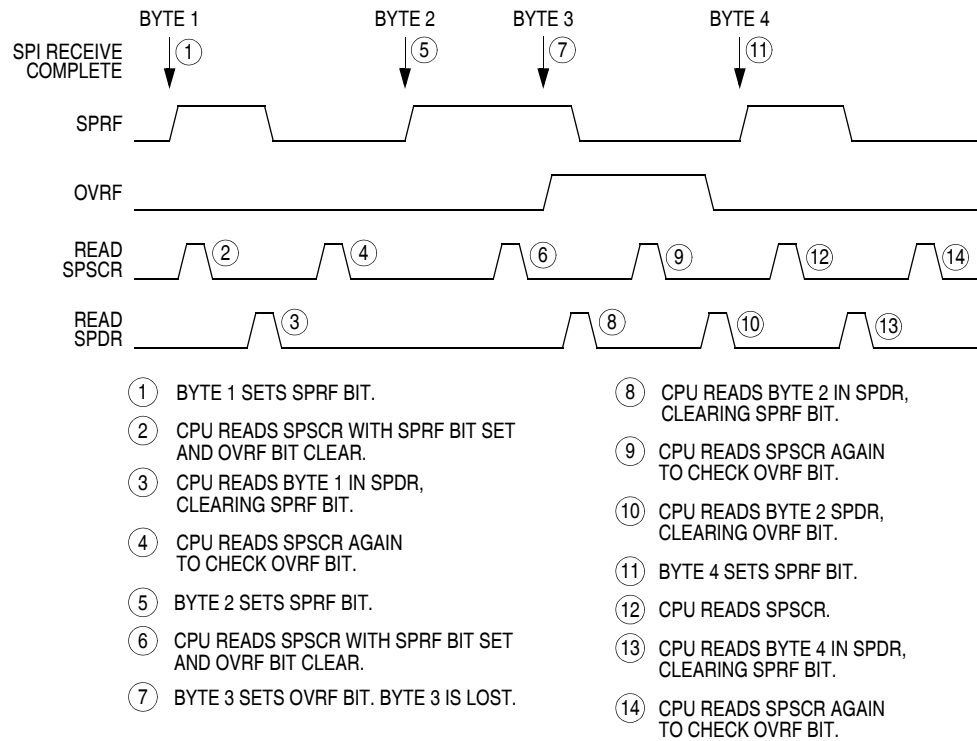 BYTE 1 BYTE 2 BYTE 3 BYTE 4
SPI RECEIVE
COMPLETE
1 5 7 11
SPRF
OVRF
READ
SPSCR
2 4 6 9 12 14
READ
SPDR
3 8 10 13
1 BYTE 1 SETS SPRF BIT.
2 CPU READS SPSCR WITH SPRF BIT SET
AND OVRF BIT CLEAR.
3 CPU READS BYTE 1 IN SPDR,
CLEARING SPRF BIT.
4 CPU READS SPSCR AGAIN
TO CHECK OVRF BIT.
5 BYTE 2 SETS SPRF BIT.
6 CPU READS SPSCR WITH SPRF BIT SET
AND OVRF BIT CLEAR.
7 BYTE 3 SETS OVRF BIT. BYTE 3 IS LOST.
8 CPU READS BYTE 2 IN SPDR,
CLEARING SPRF BIT.
9 CPU READS SPSCR AGAIN
TO CHECK OVRF BIT.
10 CPU READS BYTE 2 SPDR,
CLEARING OVRF BIT.
11 BYTE 4 SETS SPRF BIT.
12 CPU READS SPSCR.
13 CPU READS BYTE 4 IN SPDR,
CLEARING SPRF BIT.
14 CPU READS SPSCR AGAIN
TO CHECK OVRF BIT.